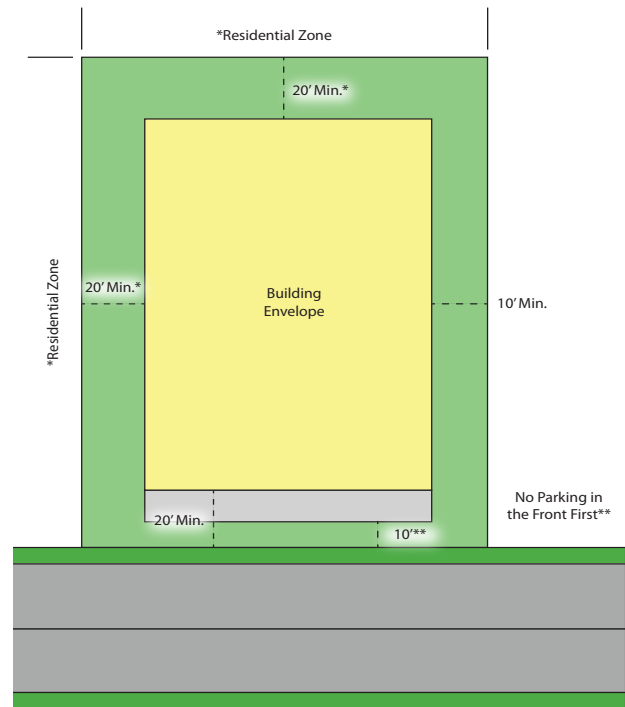 *Residential Zone
20' Min.*
*Residential Zone
20' Min.*
Building
Envelope
10' Min.
20' Min.
10'**
No Parking in
the Front First**